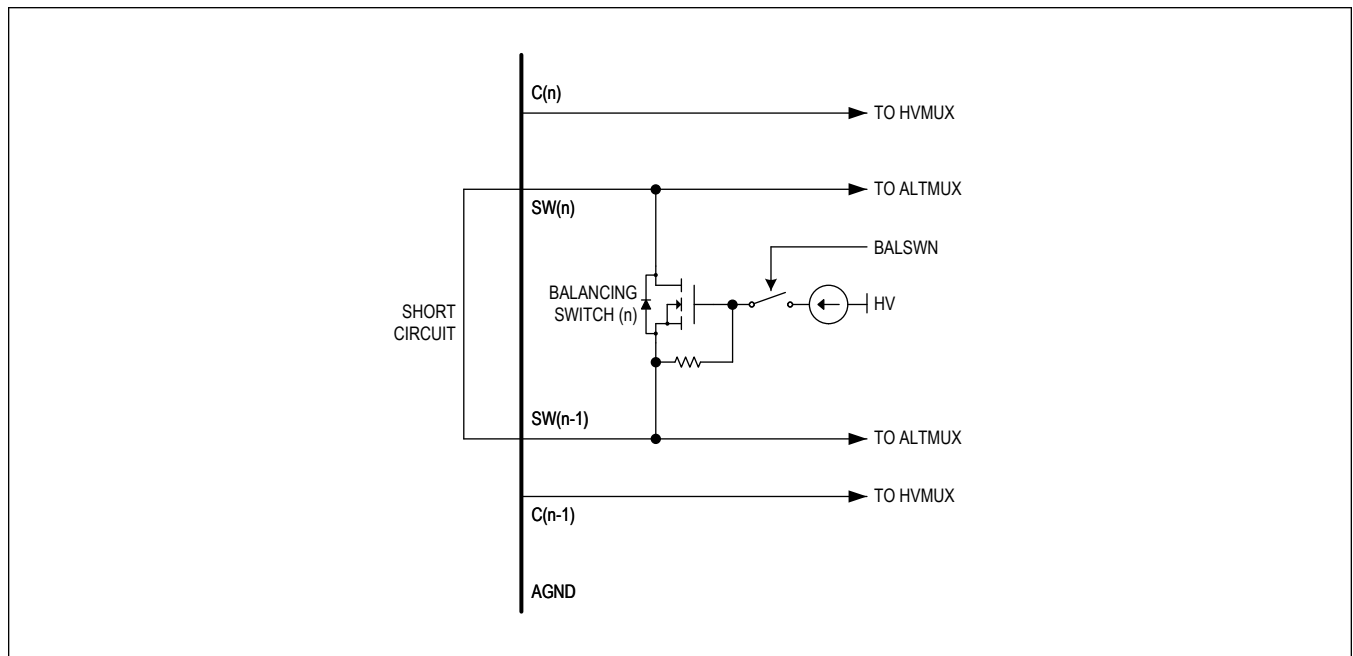 C(n)
TO HVMUX
TO ALTMUX
SW(n)
BALSWN
BALANCING
SWITCH (n)
HV
SHORT
CIRCUIT
SW(n-1)
TO ALTMUX
TO HVMUX
C(n-1)
AGND